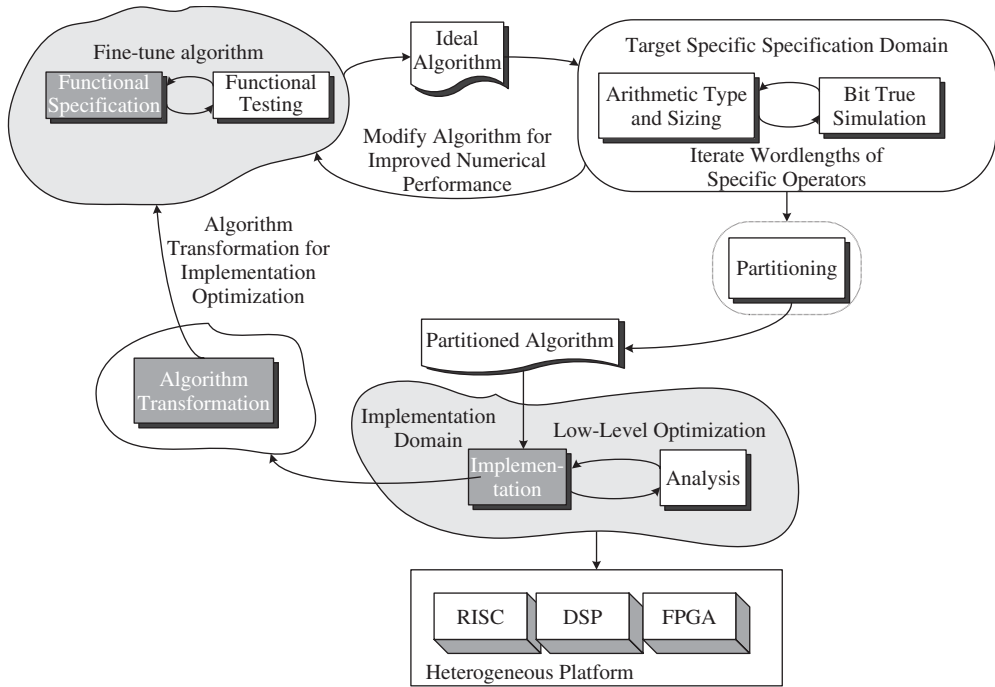 Fine-tune algorithm
Functional
Specification
Functional
Testing
Ideal
Algorithm
Target Specific Specification Domain
Arithmetic Type
and Sizing
Bit True
Simulation
Iterate Wordlengths of
Specific Operators
Modify Algorithm for
Improved Numerical
Performance
Algorithm
Transformation for
Implementation
Optimization
Partitioning
Partitioned Algorithm
Algorithm
Transformation
Implementation
Domain
Low-Level Optimization
Implemen-
tation
Analysis
RISC
DSP
FPGA
Heterogeneous Platform